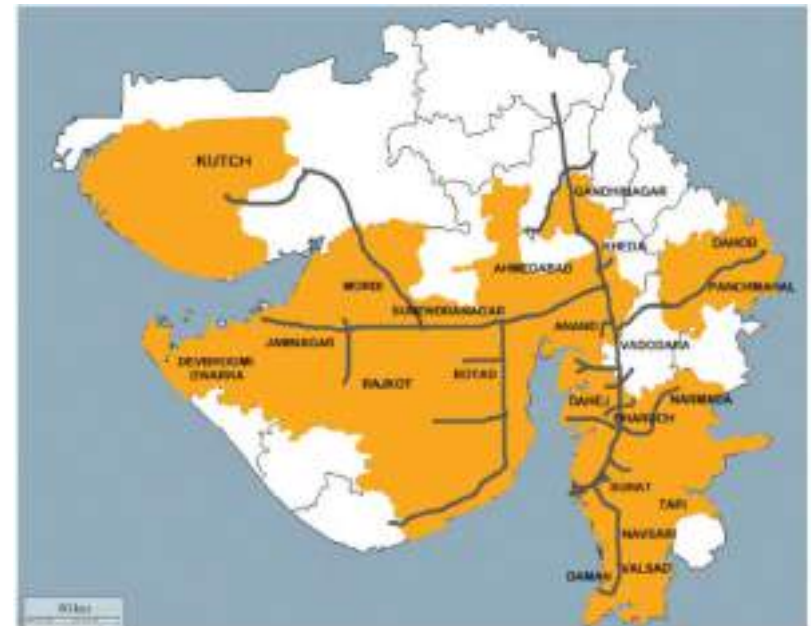 KUTCH
GANDHINAGAR
KHEDA
DAHOD
AHMEDABAD
PANCHMAHAL
MORBI
SURENDRANAGAR
ANAND
JAMNAGAR
VADODARA
DEVBHOOMI
DWARKA
RAJKOT
BOTAD
DAHEJ
NARMADA
BHARUCH
SURAT
TAPI
NAVSARI
DAMAN
VALSAD